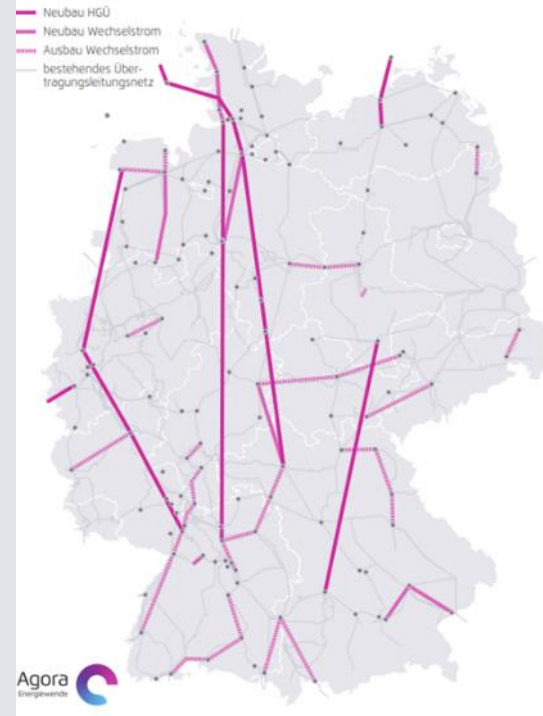 Neubau HGÜ
Neubau Wechselstrom
Ausbau Wechselstrom
bestehendes Über-
tragungsleitungsnetz
Agora
Energiewende